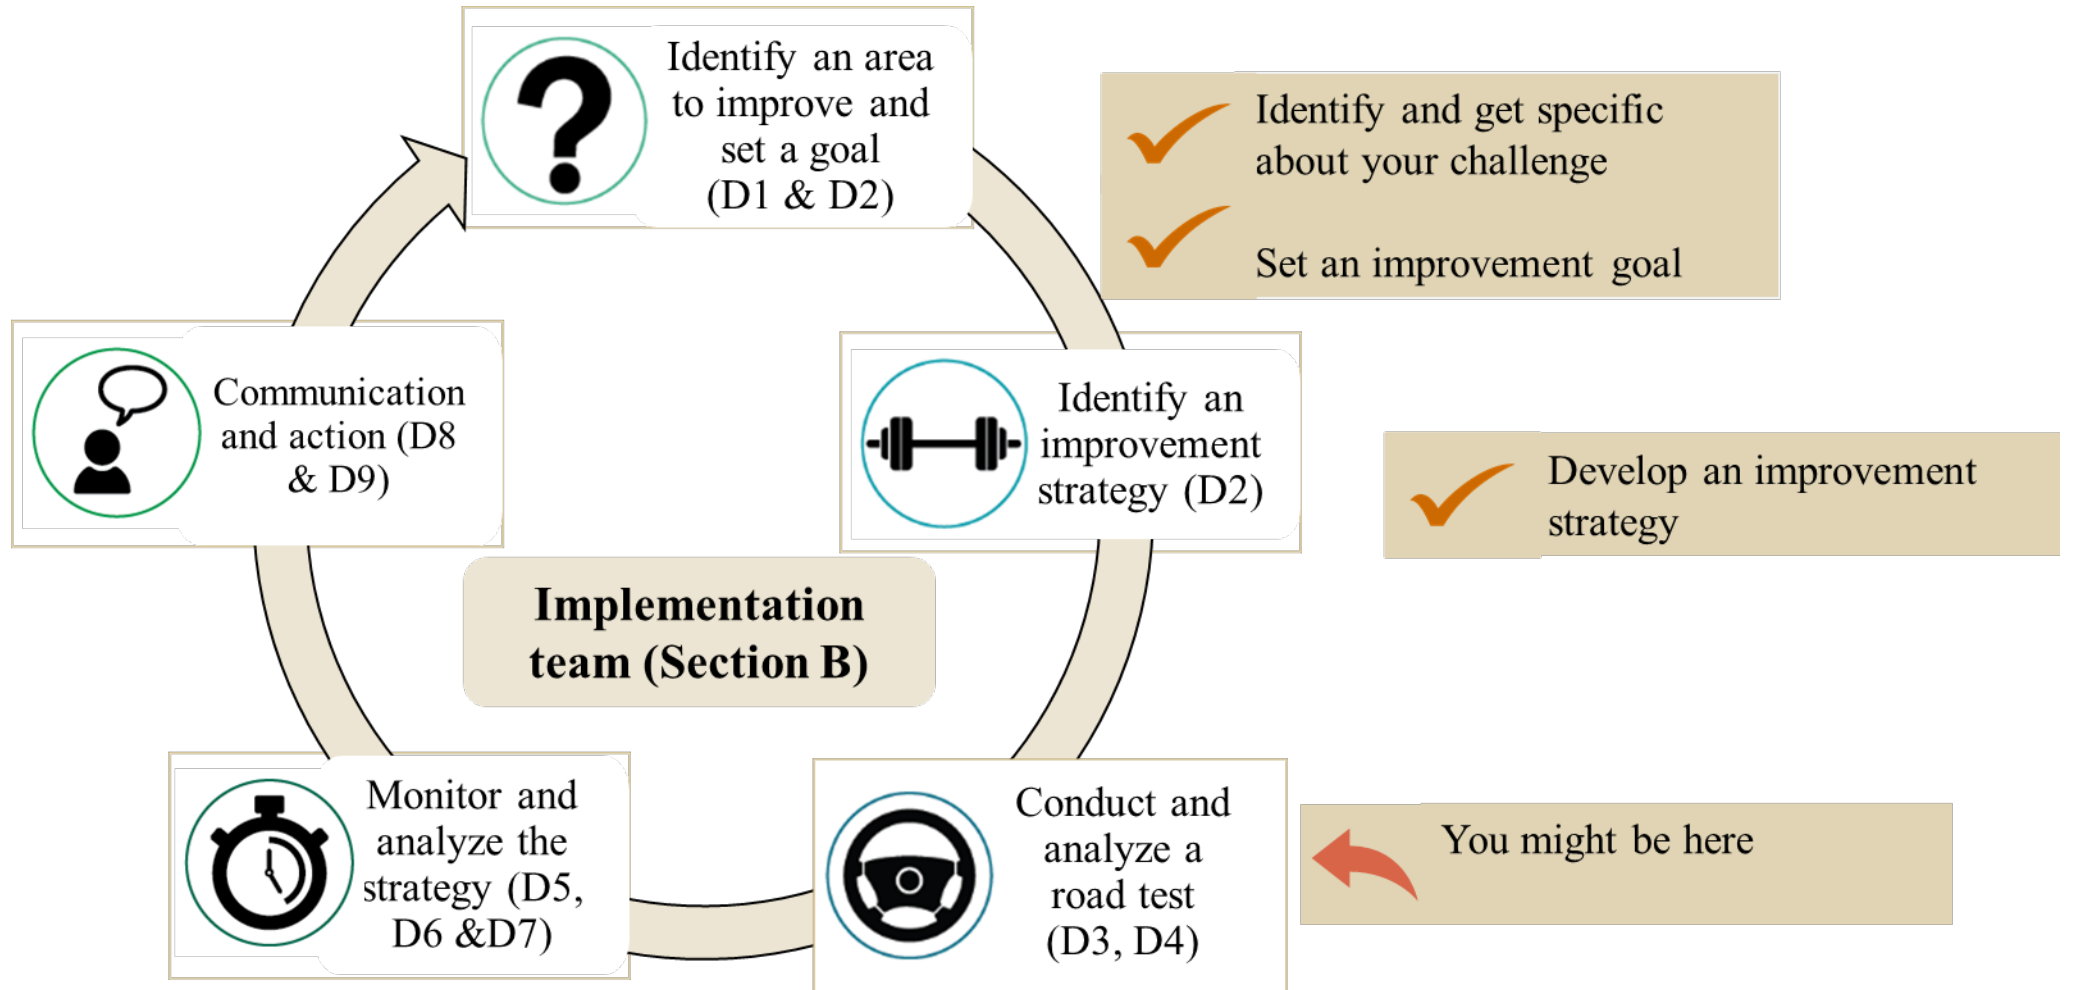 Identify an area
to improve and
set a goal
(D1 & D2)
Identify and get specific
about your challenge
Set an improvement goal
Communication
and action (D8
& D9)
Identify an
improvement
strategy (D2)
Develop an improvement
strategy
Implementation
team (Section B)
Monitor and
analyze the
strategy (D5,
D6 &D7)
Conduct and
analyze a
road test
(D3, D4)
You might be here